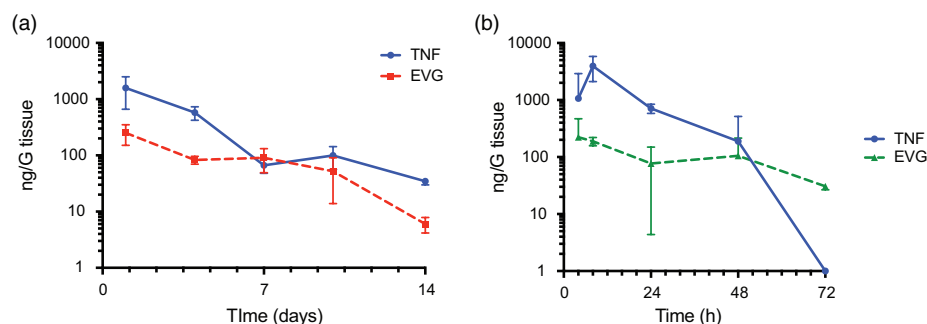 (a)
10000
1000
100
10
1
ng/G tissue
0
7
14
TIme (days)
TNF
EVG
(b)
10000
1000
100
10
1
ng/G tissue
0
24
48
72
Time (h)
TNF
EVG